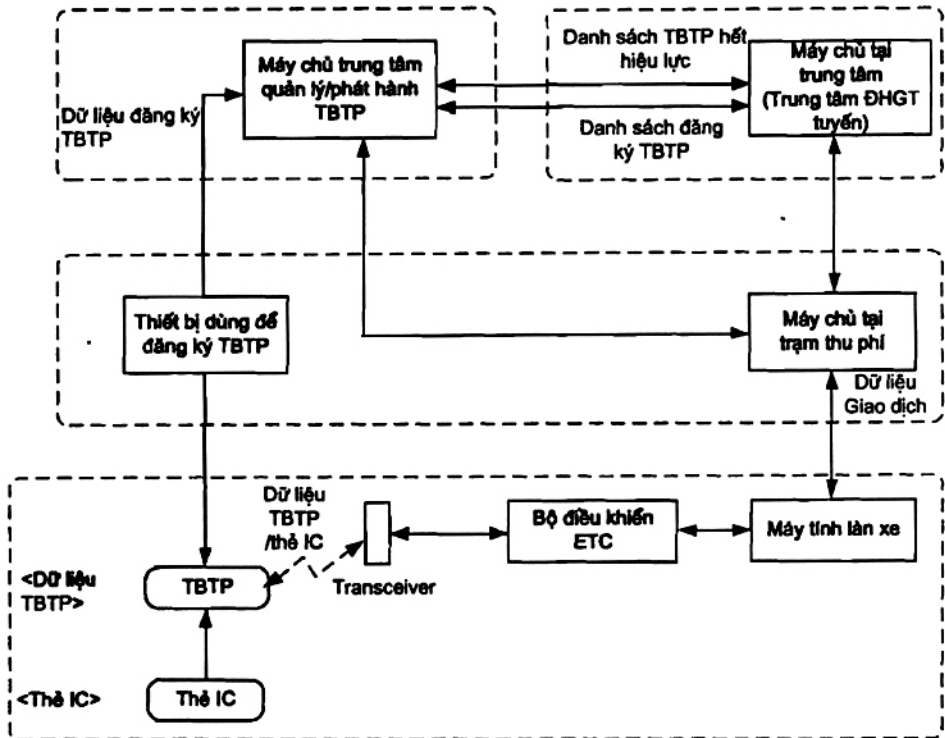 Máy chủ trung tâm
quản lý/phát hành
TBTP
Danh sách TBTP hết
hiệu lực
Danh sách đăng
ký TBTP
Máy chủ tại
trung tâm
(Trung tâm ĐHGT
tuyến)
Dữ liệu đăng ký
TBTP
Thiết bị dùng để
đăng ký TBTP
Máy chủ tại
trạm thu phí
Dữ liệu
Giao dịch
Dữ liệu
TBTP
/thẻ IC
Transceiver
Bộ điều khiển
ETC
Máy tính làn xe
<Dữ liệu
TBTP>
TBTP
<Thẻ IC>
Thẻ IC